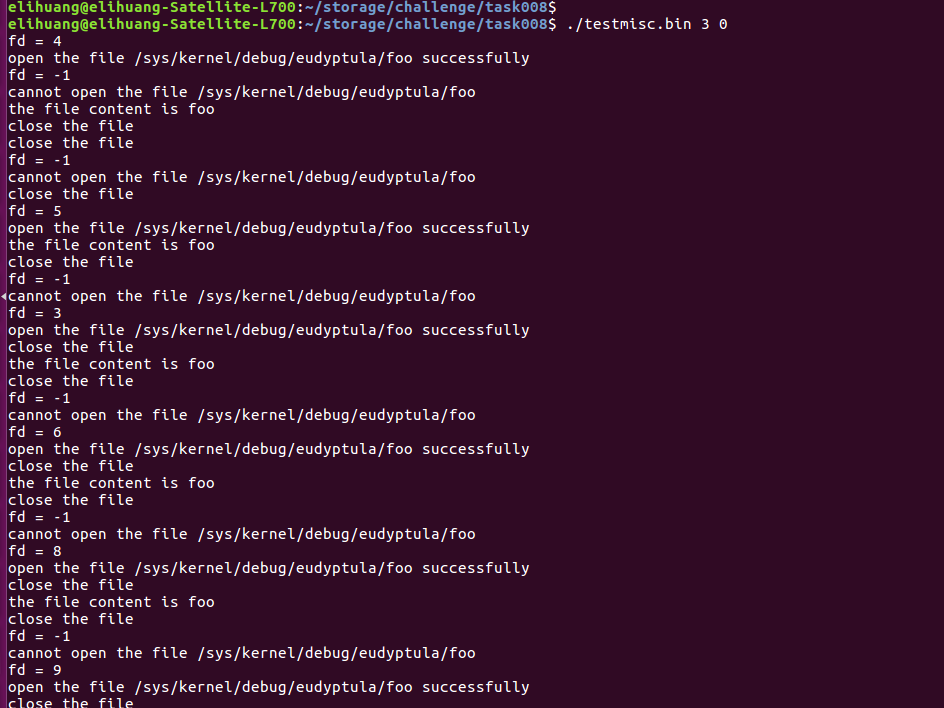 elihuang@elihuang-Satellite-L700:~/storage/challenge/task008$
elihuang@elihuang-Satellite-L700:~/storage/challenge/task008$ ./testmisc.bin 3 0
fd = 4
open the file /sys/kernel/debug/eudyptula/foo successfully
fd = -1
cannot open the file /sys/kernel/debug/eudyptula/foo
the file content is foo
close the file
close the file
fd = -1
cannot open the file /sys/kernel/debug/eudyptula/foo
close the file
fd = 5
open the file /sys/kernel/debug/eudyptula/foo successfully
the file content is foo
close the file
fd = -1
cannot open the file /sys/kernel/debug/eudyptula/foo
fd = 3
open the file /sys/kernel/debug/eudyptula/foo successfully
close the file
the file content is foo
close the file
fd = -1
cannot open the file /sys/kernel/debug/eudyptula/foo
fd = 6
open the file /sys/kernel/debug/eudyptula/foo successfully
close the file
the file content is foo
close the file
fd = -1
cannot open the file /sys/kernel/debug/eudyptula/foo
fd = 8
open the file /sys/kernel/debug/eudyptula/foo successfully
close the file
the file content is foo
close the file
fd = -1
cannot open the file /sys/kernel/debug/eudyptula/foo
fd = 9
open the file /sys/kernel/debug/eudyptula/foo successfully
close the file